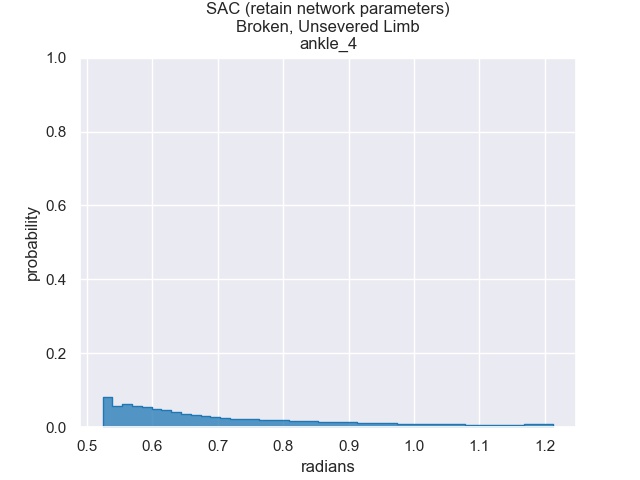 SAC (retain network parameters)
Broken, Unsevered Limb
ankle_4
1.0
0.8
0.6
0.4
0.2
0.0
probability
0.5 0.6 0.7 0.8 0.9 1.0 1.1 1.2
radians